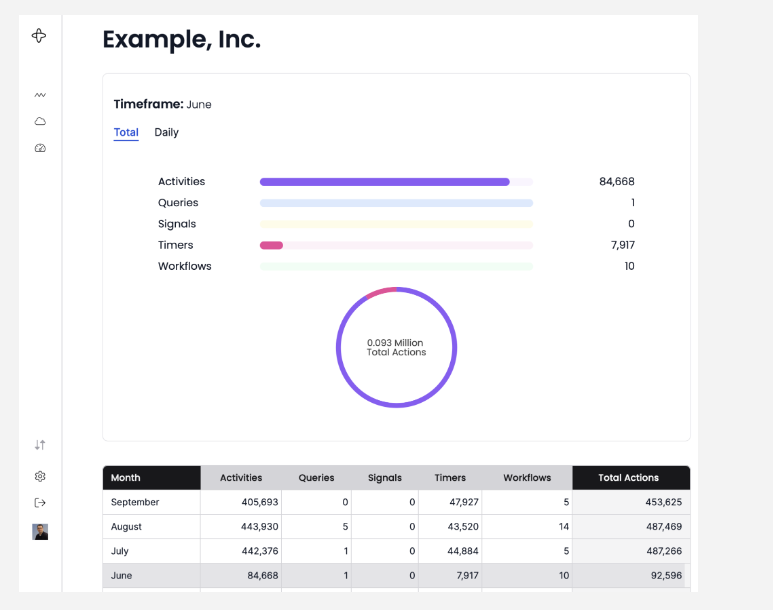 Example, Inc.
Timeframe: June
Total Daily
Activities 84,668
Queries 1
Signals 0
Timers 7,917
Workflows 10
0.093 Million
Total Actions
Month Activities Queries Signals Timers Workflows Total Actions
September 405,693 0 0 47,927 5 453,625
August 443,930 5 0 43,520 14 487,469
July 442,376 1 0 44,884 5 487,266
June 84,668 1 0 7,917 10 92,596